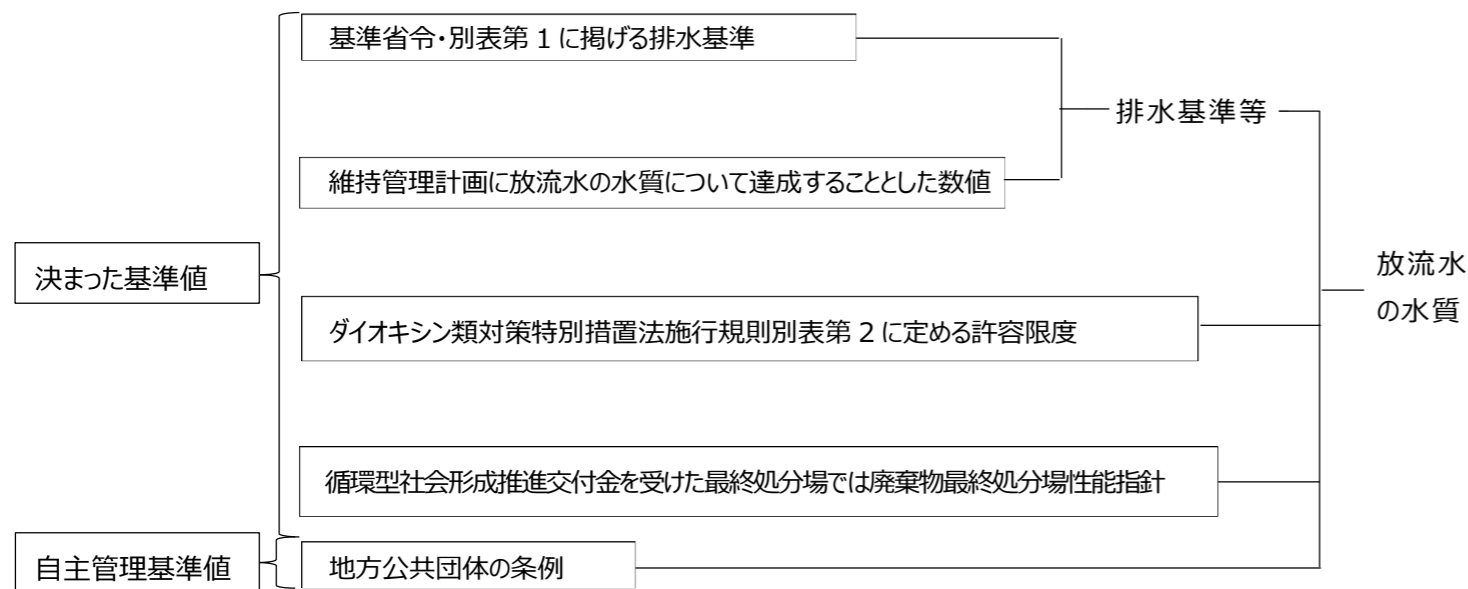 基準省令・別表第 1 に掲げる排水基準
排水基準等
維持管理計画に放流水の水質について達成することとした数値
決まった基準値
放流水
の水質
ダイオキシン類対策特別措置法施行規則別表第 2 に定める許容限度
循環型社会形成推進交付金を受けた最終処分場では廃棄物最終処分場性能指針
自主管理基準値
地方公共団体の条例